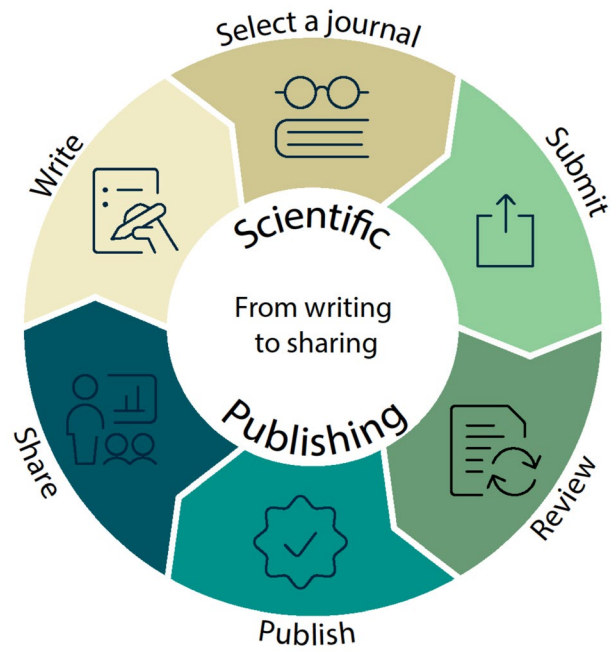 Select a journal
Submit
Review
Publish
Share
Write
Scientific
From writing
to sharing
Publishing